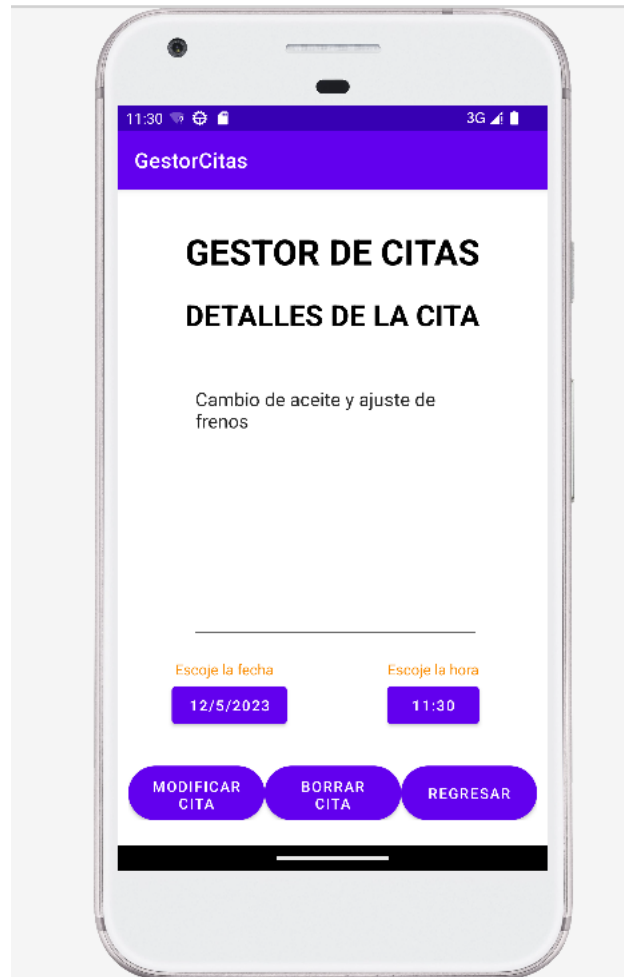 11:30 3G
GestorCitas
GESTOR DE CITAS
DETALLES DE LA CITA
Cambio de aceite y ajuste de
frenos
Escoje la fecha Escoje la hora
12/5/2023 11:30
MODIFICAR
CITA
BORRAR
CITA
REGRESAR